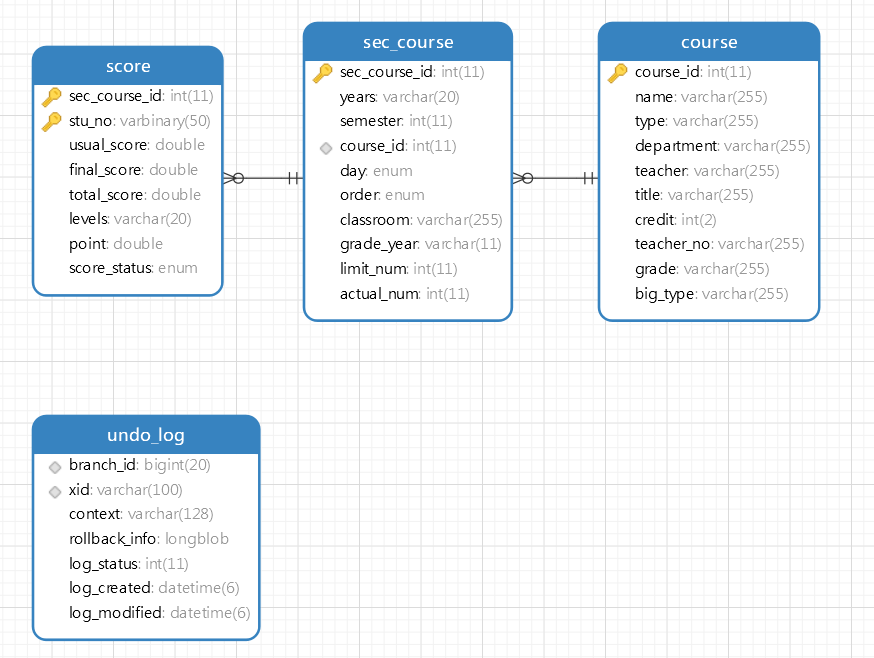 score
sec_course_id: int(11)
stu_no: varbinary(50)
usual_score: double
final_score: double
total_score: double
levels: varchar(20)
point: double
score_status: enum
sec_course
sec_course_id: int(11)
years: varchar(20)
semester: int(11)
course_id: int(11)
day: enum
order: enum
classroom: varchar(255)
grade_year: varchar(11)
limit_num: int(11)
actual_num: int(11)
course
course_id: int(11)
name: varchar(255)
type: varchar(255)
department: varchar(255)
teacher: varchar(255)
title: varchar(255)
credit: int(2)
teacher_no: varchar(255)
grade: varchar(255)
big_type: varchar(255)
undo_log
branch_id: bigint(20)
xid: varchar(100)
context: varchar(128)
rollback_info: longblob
log_status: int(11)
log_created: datetime(6)
log_modified: datetime(6)